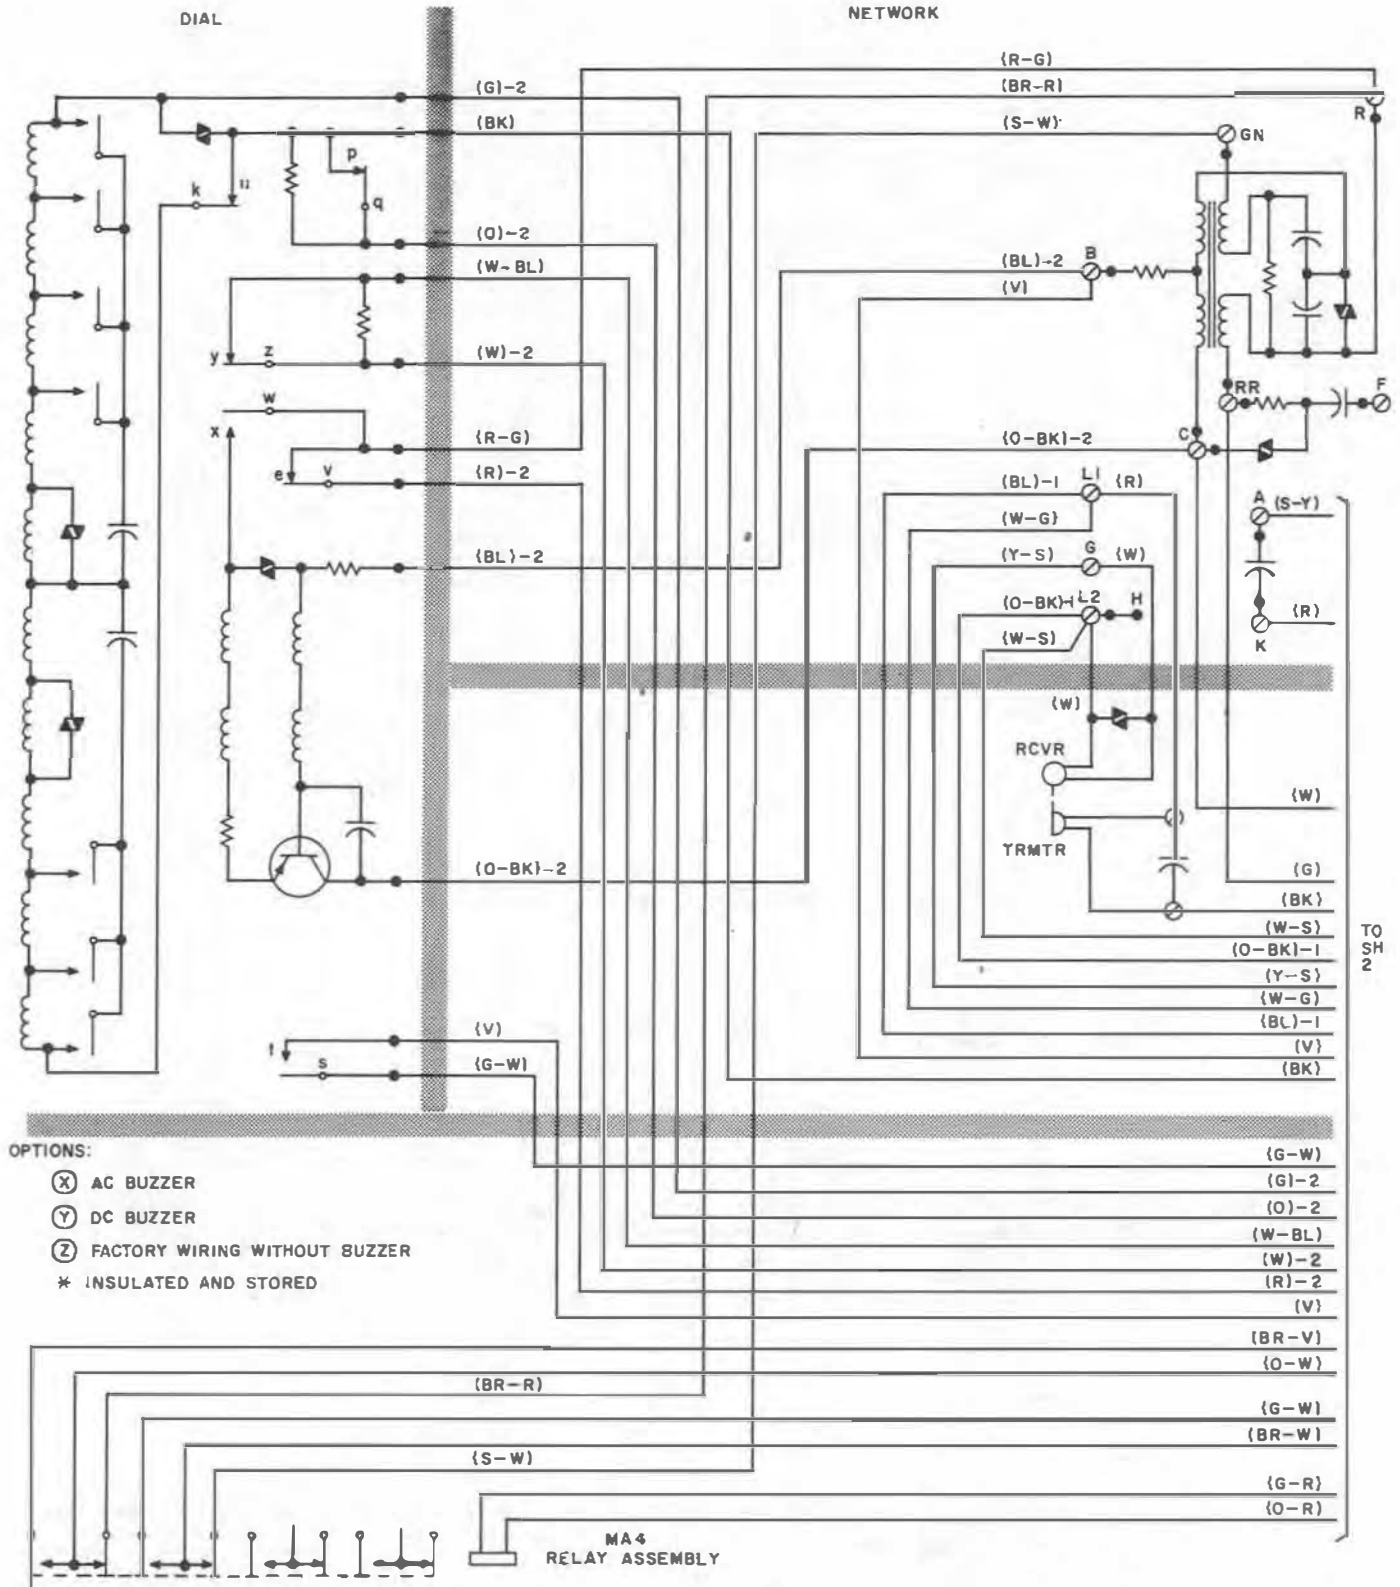 DIAL
NETWORK
(R-G)
(BR-R)
(G)-2
(BK)
(S-W)
R
GN
p
k
u
q
(O)-2
(W-BL)
(BL)-2
B
(V)
(W)-2
y
z
w
x
(R-G)
(O-BK)-2
C
RR
F
e
v
(R)-2
(BL)-1
L1
(R)
(W-G)
A
(S-Y)
(BL)-2
(Y-S)
G
(W)
(O-BK)-1
L2
H
(W-S)
(R)
K
(W)
RCVR
TRMTR
(W)
(O-BK)-2
(G)
(BK)
(W-S)
(O-BK)-1
(Y-S)
(W-G)
(BL)-1
(V)
(BK)
TO
SH
2
(V)
s
(G-W)
OPTIONS:
X AC BUZZER
Y DC BUZZER
Z FACTORY WIRING WITHOUT BUZZER
* INSULATED AND STORED
(G-W)
(G)-2
(O)-2
(W-BL)
(W)-2
(R)-2
(V)
(BR-V)
(O-W)
(BR-R)
(G-W)
(BR-W)
(S-W)
(G-R)
(O-R)
MA4
RELAY ASSEMBLY